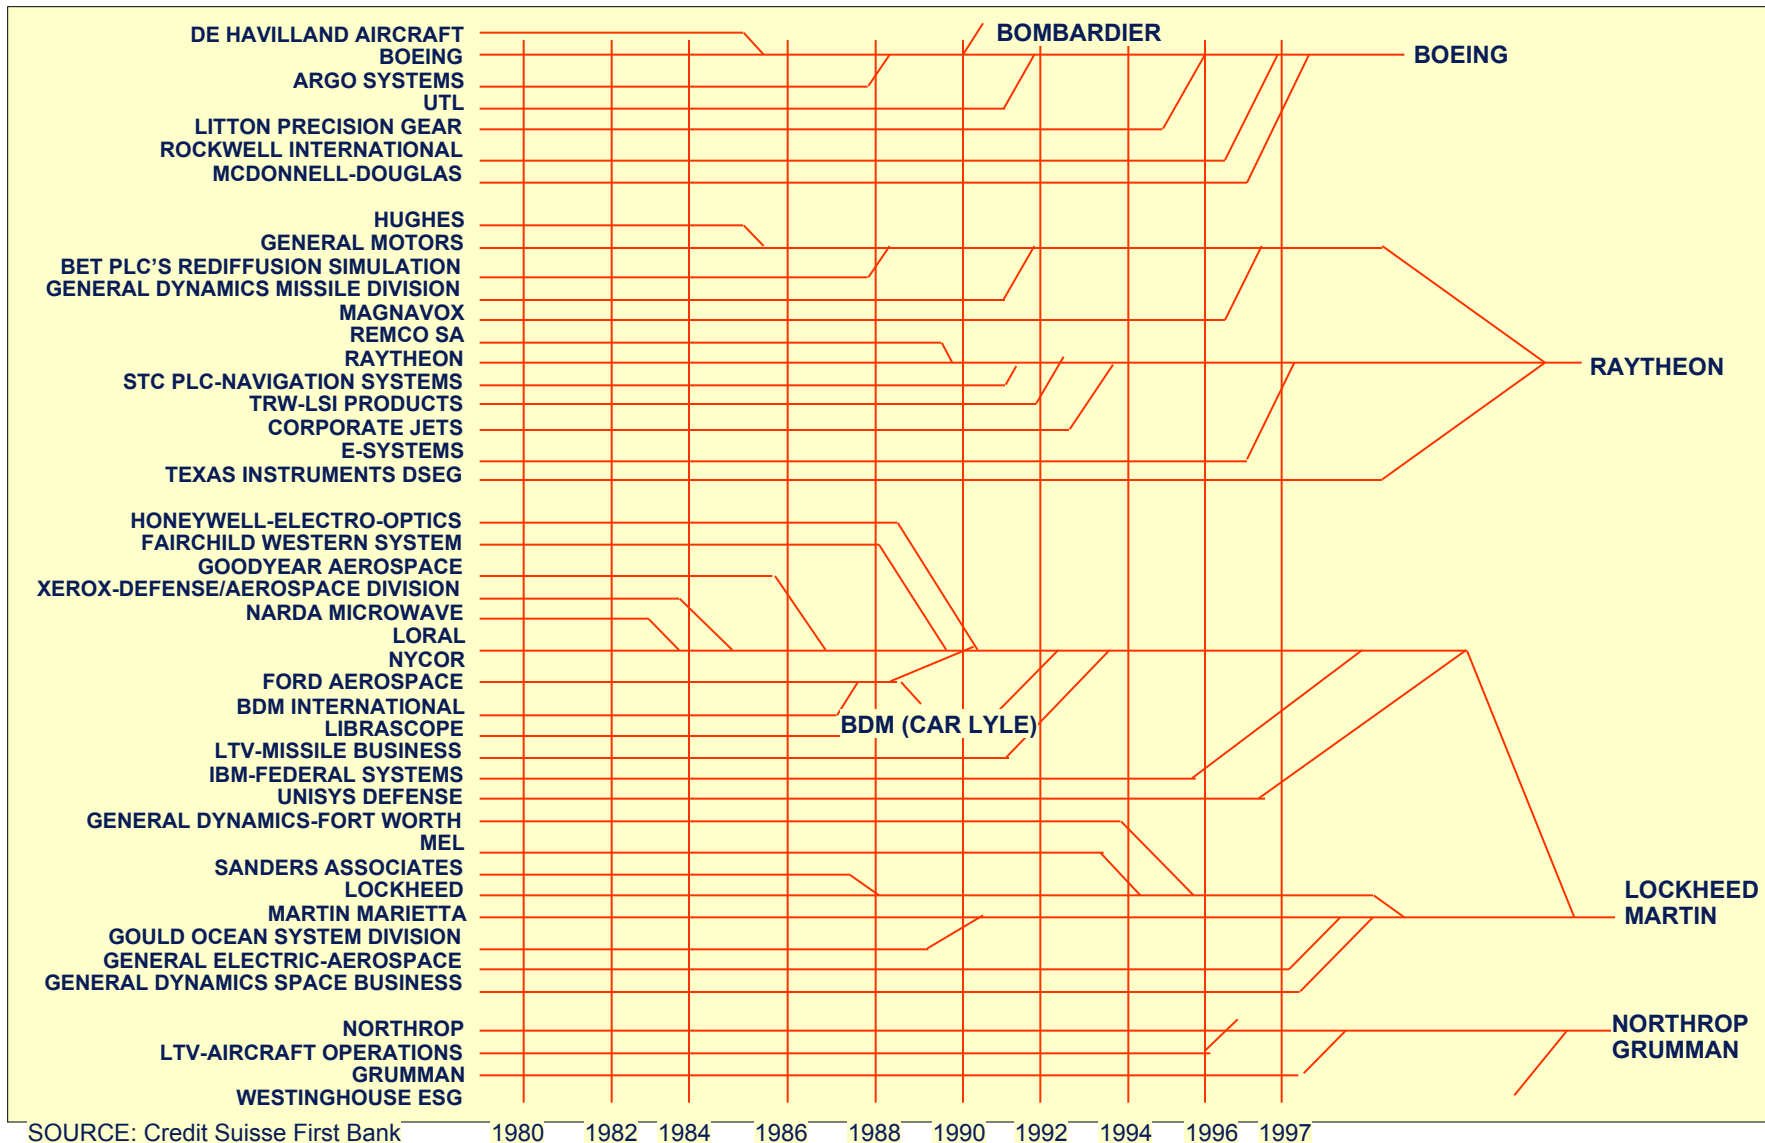 DE HAVILLAND AIRCRAFT
BOMBARDIER
BOEING
BOEING
ARGO SYSTEMS
UTL
LITTON PRECISION GEAR
ROCKWELL INTERNATIONAL
MCDONNELL-DOUGLAS
HUGHES
GENERAL MOTORS
BET PLC’S REDIFFUSION SIMULATION
GENERAL DYNAMICS MISSILE DIVISION
MAGNAVOX
REMCO SA
RAYTHEON
RAYTHEON
STC PLC-NAVIGATION SYSTEMS
TRW-LSI PRODUCTS
CORPORATE JETS
E-SYSTEMS
TEXAS INSTRUMENTS DSEG
HONEYWELL-ELECTRO-OPTICS
FAIRCHILD WESTERN SYSTEM
GOODYEAR AEROSPACE
XEROX-DEFENSE/AEROSPACE DIVISION
NARDA MICROWAVE
LORAL
NYCOR
FORD AEROSPACE
BDM INTERNATIONAL
BDM (CAR LYLE)
LIBRASCOPE
LTV-MISSILE BUSINESS
IBM-FEDERAL SYSTEMS
UNISYS DEFENSE
GENERAL DYNAMICS-FORT WORTH
MEL
SANDERS ASSOCIATES
LOCKHEED
LOCKHEED
MARTIN
MARTIN MARIETTA
GOULD OCEAN SYSTEM DIVISION
GENERAL ELECTRIC-AEROSPACE
GENERAL DYNAMICS SPACE BUSINESS
NORTHROP
NORTHROP
GRUMMAN
LTV-AIRCRAFT OPERATIONS
GRUMMAN
WESTINGHOUSE ESG
SOURCE: Credit Suisse First Bank
1980 1982 1984 1986 1988 1990 1992 1994 1996 1997